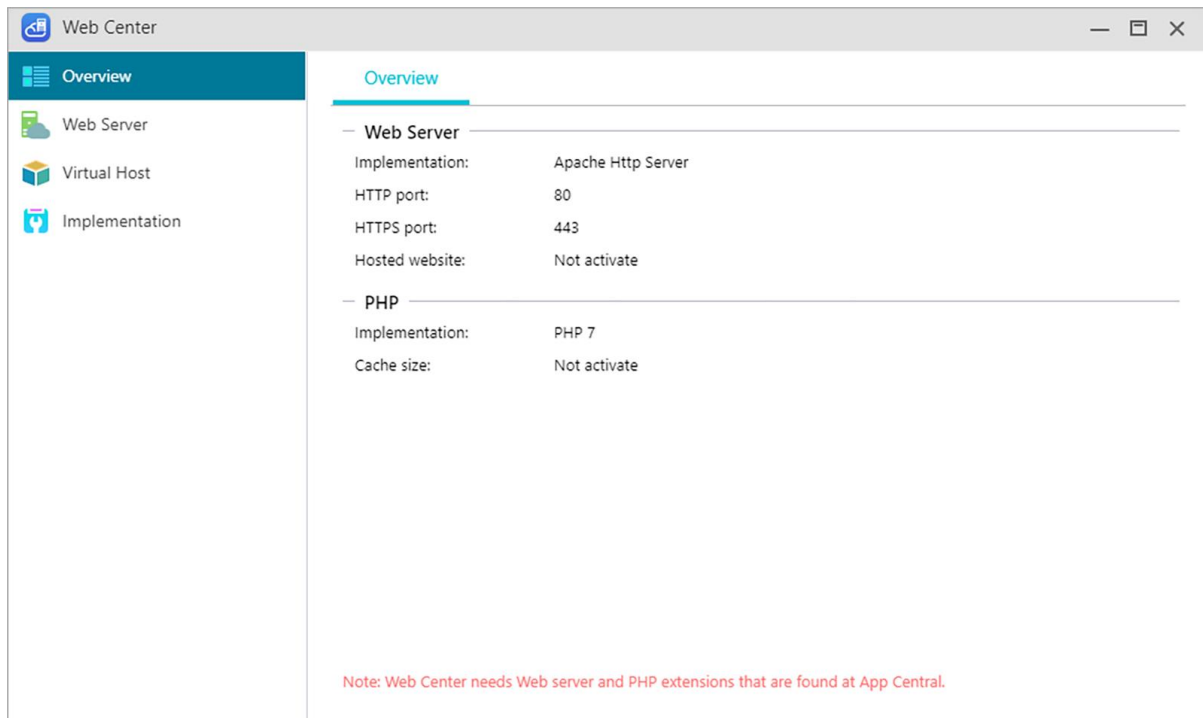 Web Center
Overview
Web Server
Virtual Host
Implementation
Overview
Web Server
Implementation: Apache Http Server
HTTP port: 80
HTTPS port: 443
Hosted website: Not activate
PHP
Implementation: PHP 7
Cache size: Not activate
Note: Web Center needs Web server and PHP extensions that are found at App Central.